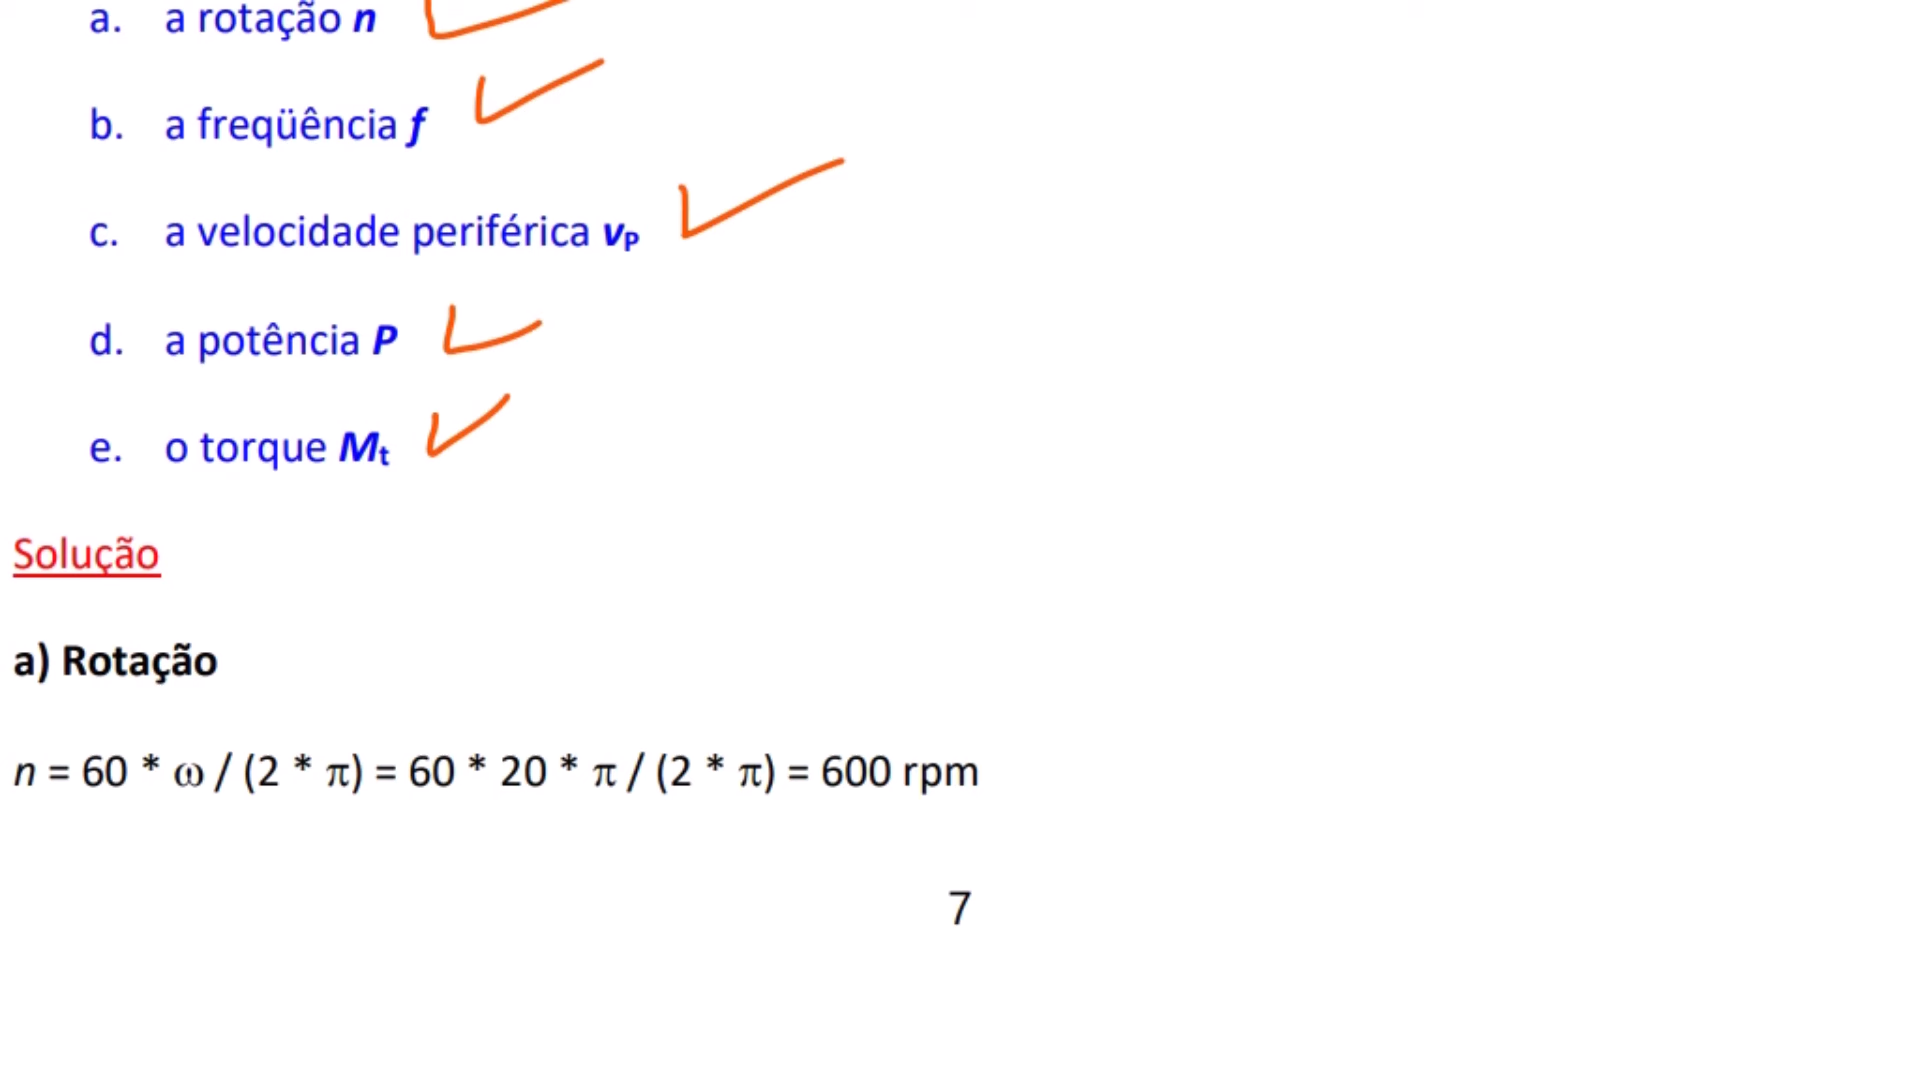 a. a rotação n
b. a freqüência f
c. a velocidade periférica vP
d. a potência P
e. o torque Mt
Solução
a) Rotação
n = 60 * ω / (2 * π) = 60 * 20 * π / (2 * π) = 600 rpm
7